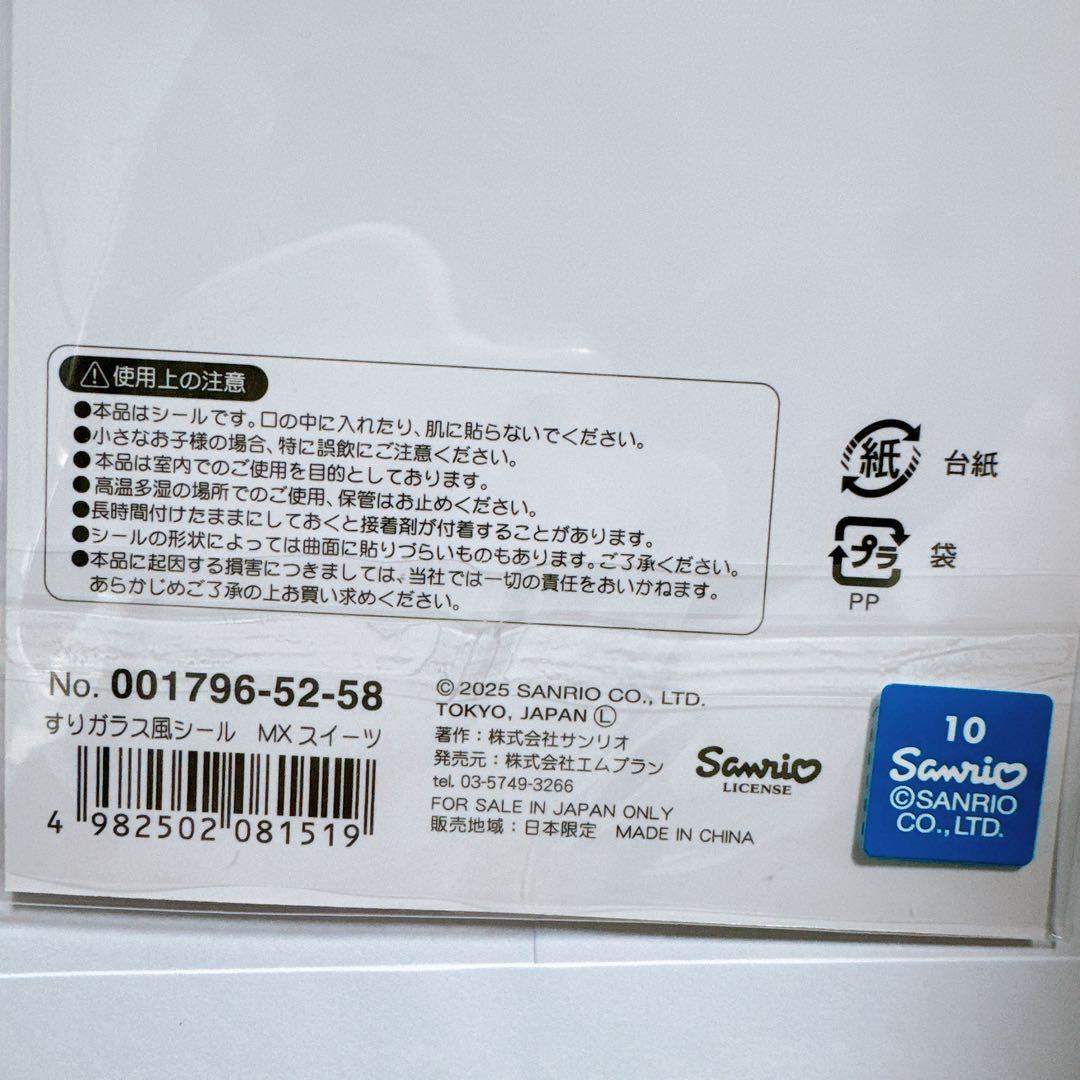 ⚠使用上の注意
●本品はシールです。口の中に入れたり、肌に貼らないでください。
●小さなお子様の場合、特に誤飲にご注意ください。
●本品は室内でのご使用を目的としております。
●高温多湿の場所でのご使用、保管はお止めください。
●長時間付けたままにしておくと接着剤が付着することがあります。
●シールの形状によっては曲面に貼りづらいものもあります。ご了承ください。
●本品に起因する損害につきましては、当社では一切の責任をおいかねます。
あらかじめご了承の上お買い求めください。
紙 台紙
プラ 袋
PP
No. 001796-52-58
すりガラス風シール MXスイーツ
4 982502 081519
© 2025 SANRIO CO., LTD.
TOKYO, JAPAN Ⓛ
著作：株式会社サンリオ
発売元：株式会社エムプラン
tel. 03-5749-3266
FOR SALE IN JAPAN ONLY
販売地域：日本限定 MADE IN CHINA
Sanrio
LICENSE
10
Sanrio
©SANRIO
CO., LTD.